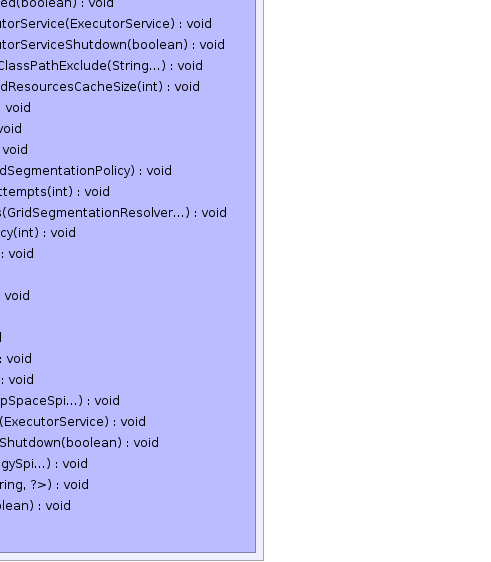 ed(boolean) : void
utorService(ExecutorService) : void
utorServiceShutdown(boolean) : void
ClassPathExclude(String...) : void
dResourcesCacheSize(int) : void
void
void
void
dSegmentationPolicy) : void
ttempts(int) : void
s(GridSegmentationResolver...) : void
cy(int) : void
: void
void
: void
: void
pSpaceSpi...) : void
(ExecutorService) : void
Shutdown(boolean) : void
gySpi...) : void
ring, ?>) : void
olean) : void